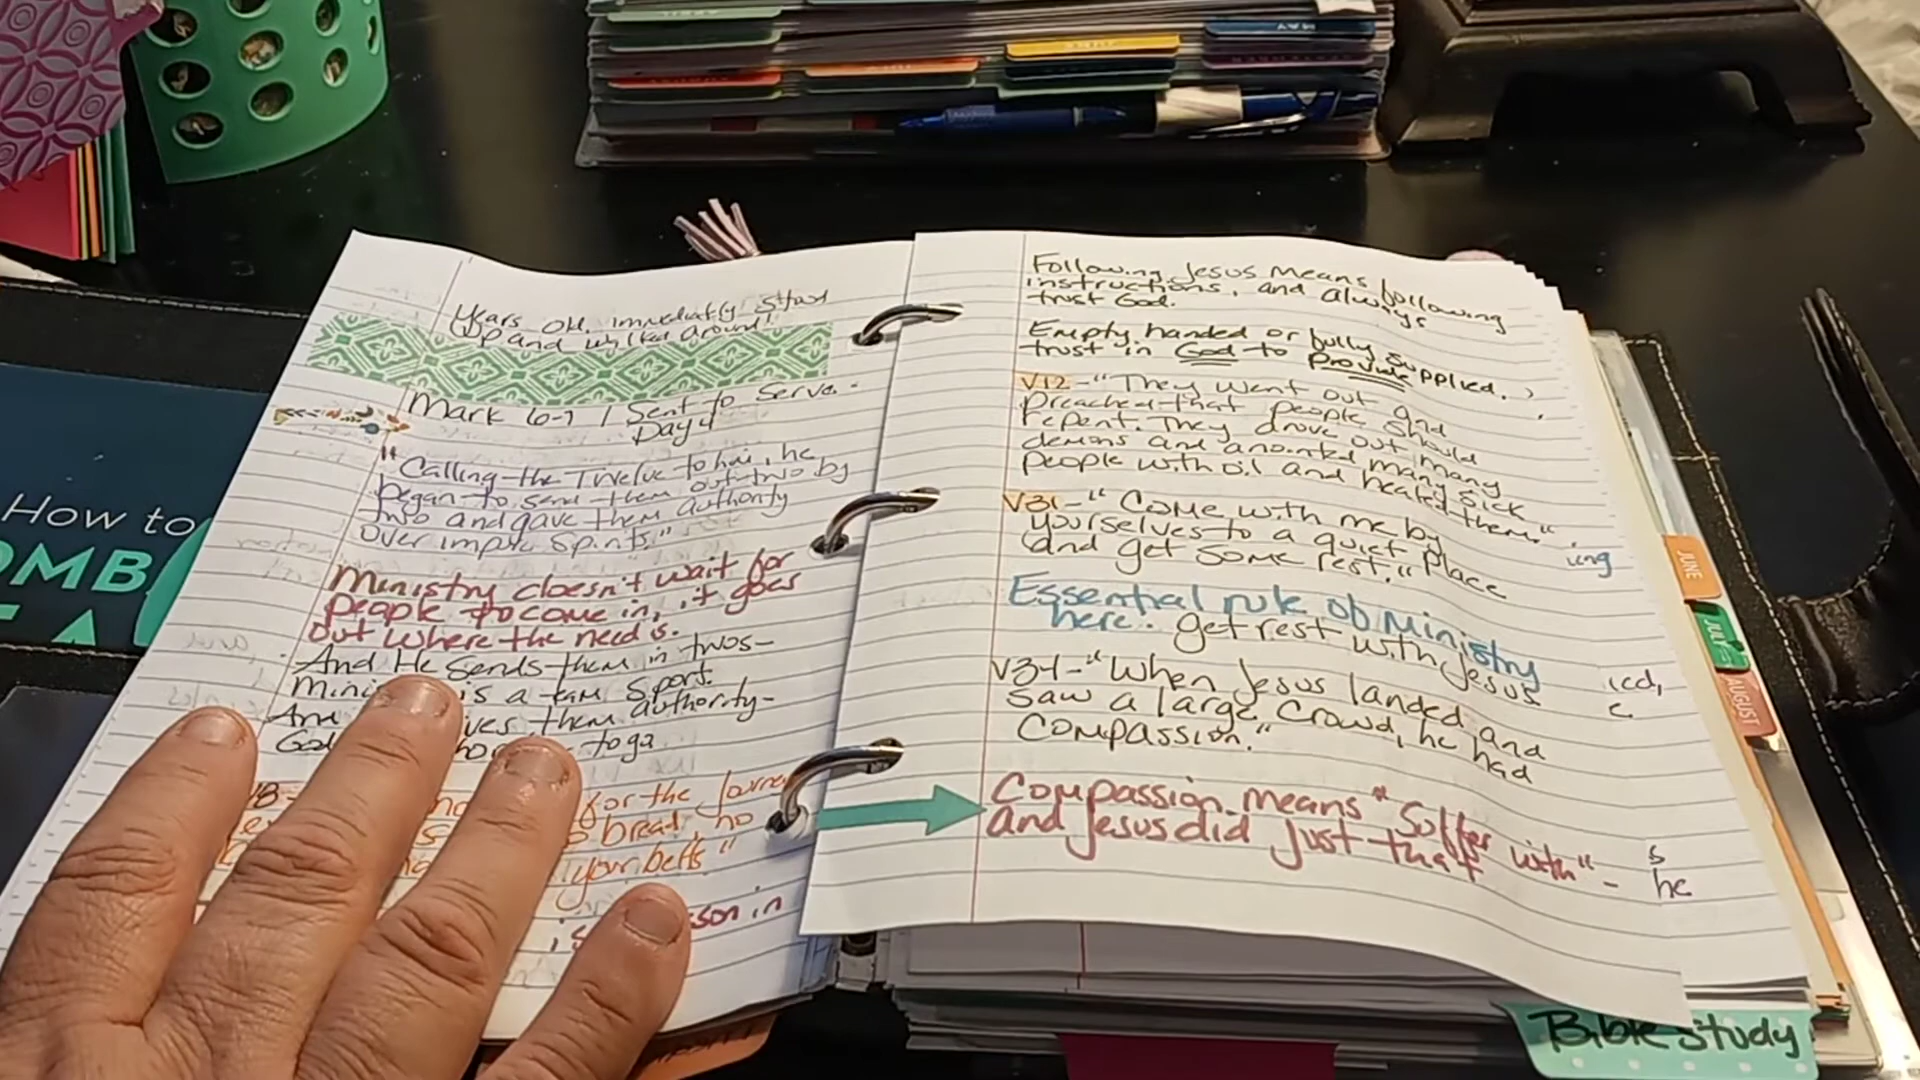 Years old. immediatly stood
up and walked around!
Mark 6-7 / Sent to Serve -
Day 4
"Calling the Twelve to him, he
began to send them out two by
two and gave them authority
over impure spirits."
Ministry doesn't wait for
people to come in, it goes
out where the need is.
And He sends them in twos-
is a team sport.
them authority-
God to go
for the
bread, no
your belts"
in
Following Jesus means following
instructions, and always
trust God.
Empty handed or fully supplied,
trust in God to Provide
V12-"They went out and
preached that people should
repent. They drove out many
demons and anointed many sick
people with oil and healed them."
V31-"Come with me by
yourselves to a quiet place
and get some rest."
Essential rule of Ministry
here. get rest with Jesus
V34-"When Jesus landed and
saw a large crowd, he had
compassion."
Compassion means "Suffer with" -
and Jesus did just that
ing
he
How to
JUNE
JULY
AUGUST
Bible Study
MAY
JUNE